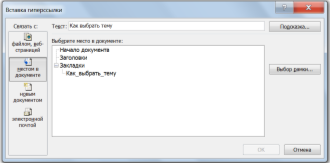 Вставка гиперссылки
Связать с:
Текст: Как выбрать тему
Подсказка...
файлом, веб-страницей
Выберите место в документе:
Начало документа
Заголовки
Закладки
Как_выбрать_тему
местом в документе
Выбор рамки...
новым документом
электронной почтой
ОК
Отмена